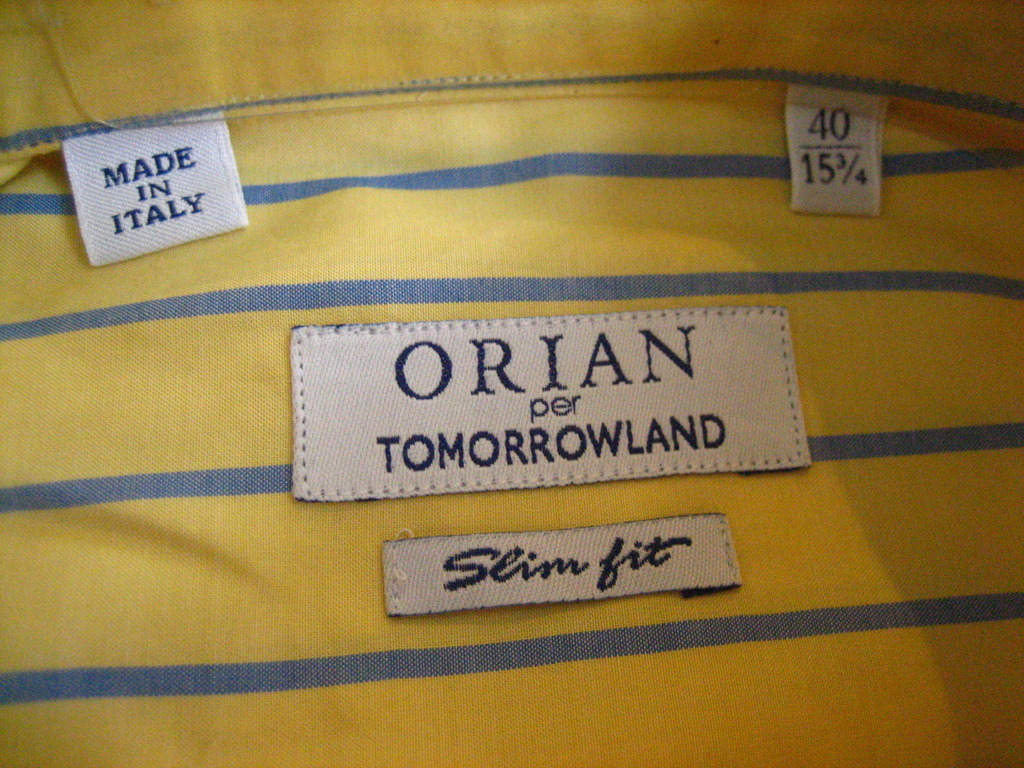 MADE
IN
ITALY
40
15¾
ORIAN
per
TOMORROWLAND
Slim fit